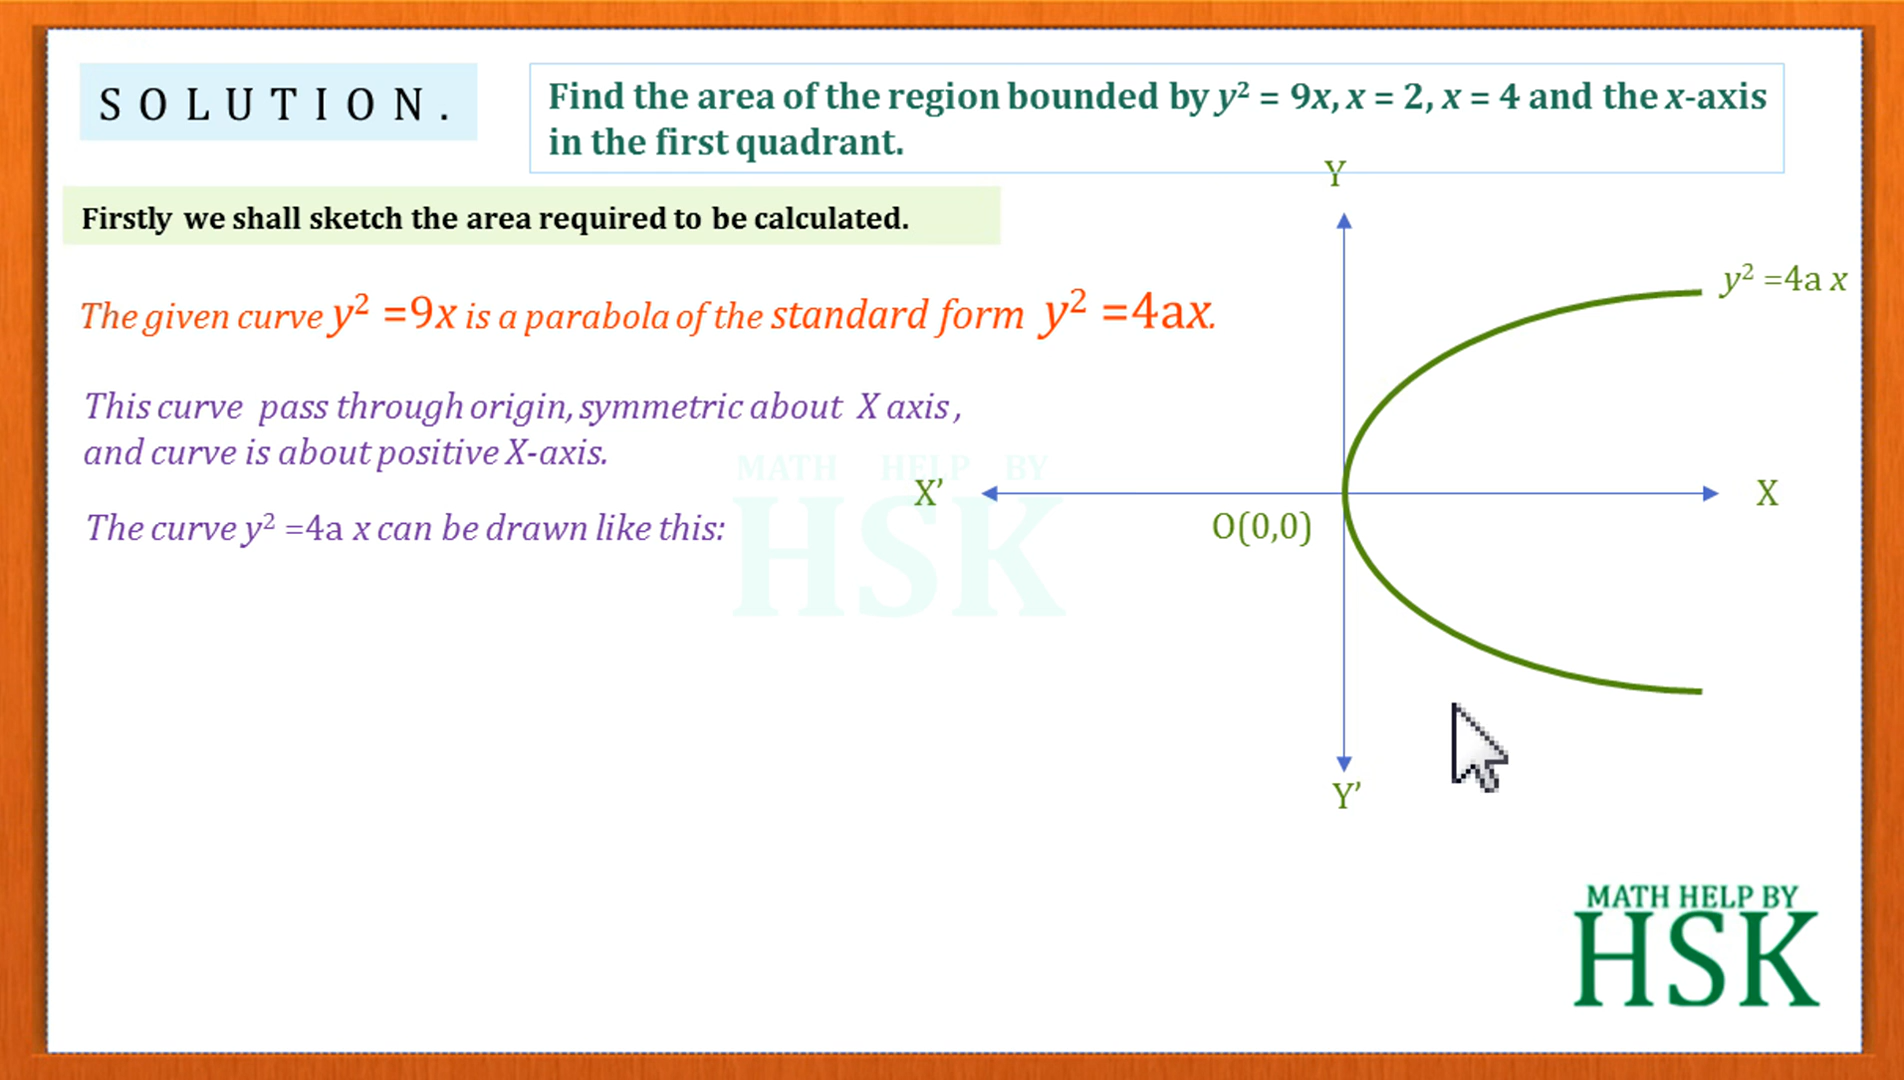 SOLUTION.
Find the area of the region bounded by y² = 9x, x = 2, x = 4 and the x-axis
in the first quadrant.
Firstly we shall sketch the area required to be calculated.
The given curve y² =9x is a parabola of the standard form y² =4ax.
This curve pass through origin, symmetric about X axis ,
and curve is about positive X-axis.
The curve y² =4a x can be drawn like this:
Y
y² =4a x
X’
X
O(0,0)
Y’
MATH HELP BY
HSK
MATH HELP BY
HSK